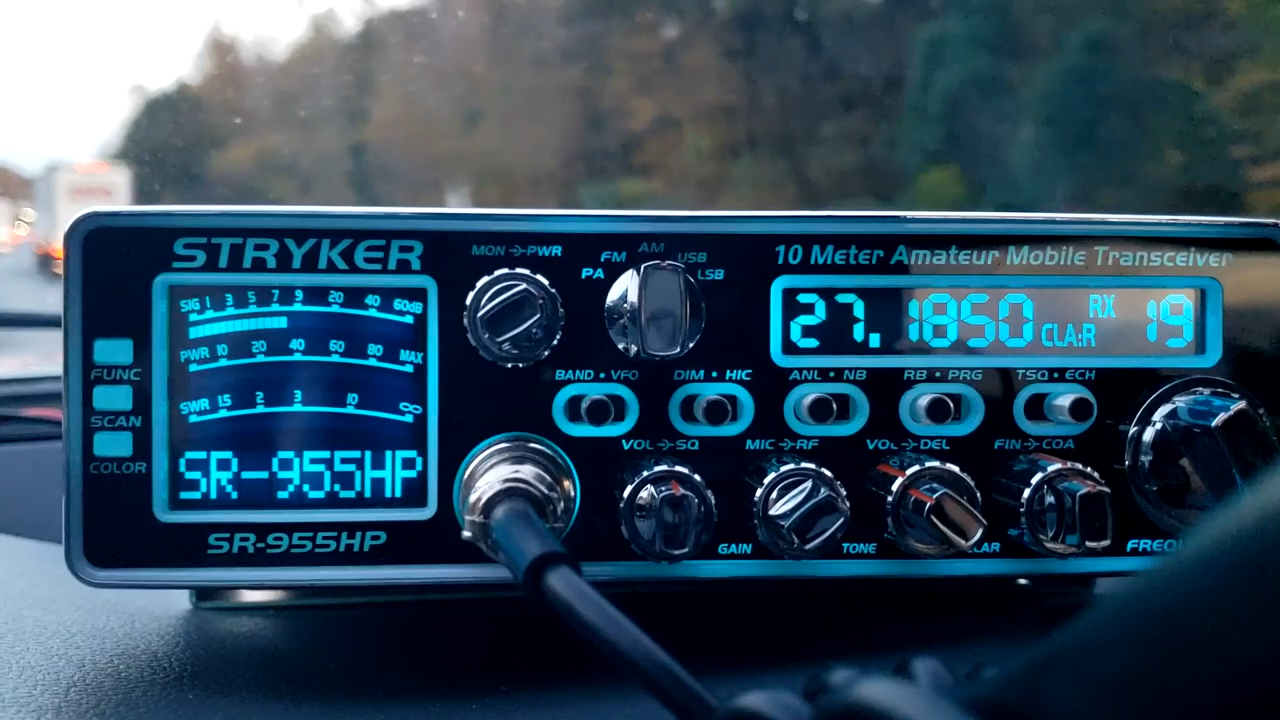 STRYKER
SIG 1 3 5 7 9 20 40 60dB
PWR 10 20 40 60 80 MAX
SWR 1.5 2 3 10 ∞
SR-955HP
SR-955HP
FUNC
SCAN
COLOR
MON→PWR
PA FM AM USB LSB
10 Meter Amateur Mobile Transceiver
27.1850 CLA:R RX 19
BAND • VFO DIM • HIC ANL • NB RB • PRG TSQ • ECH
VOL→SQ MIC→RF VOL→DEL FIN→COA
GAIN TONE